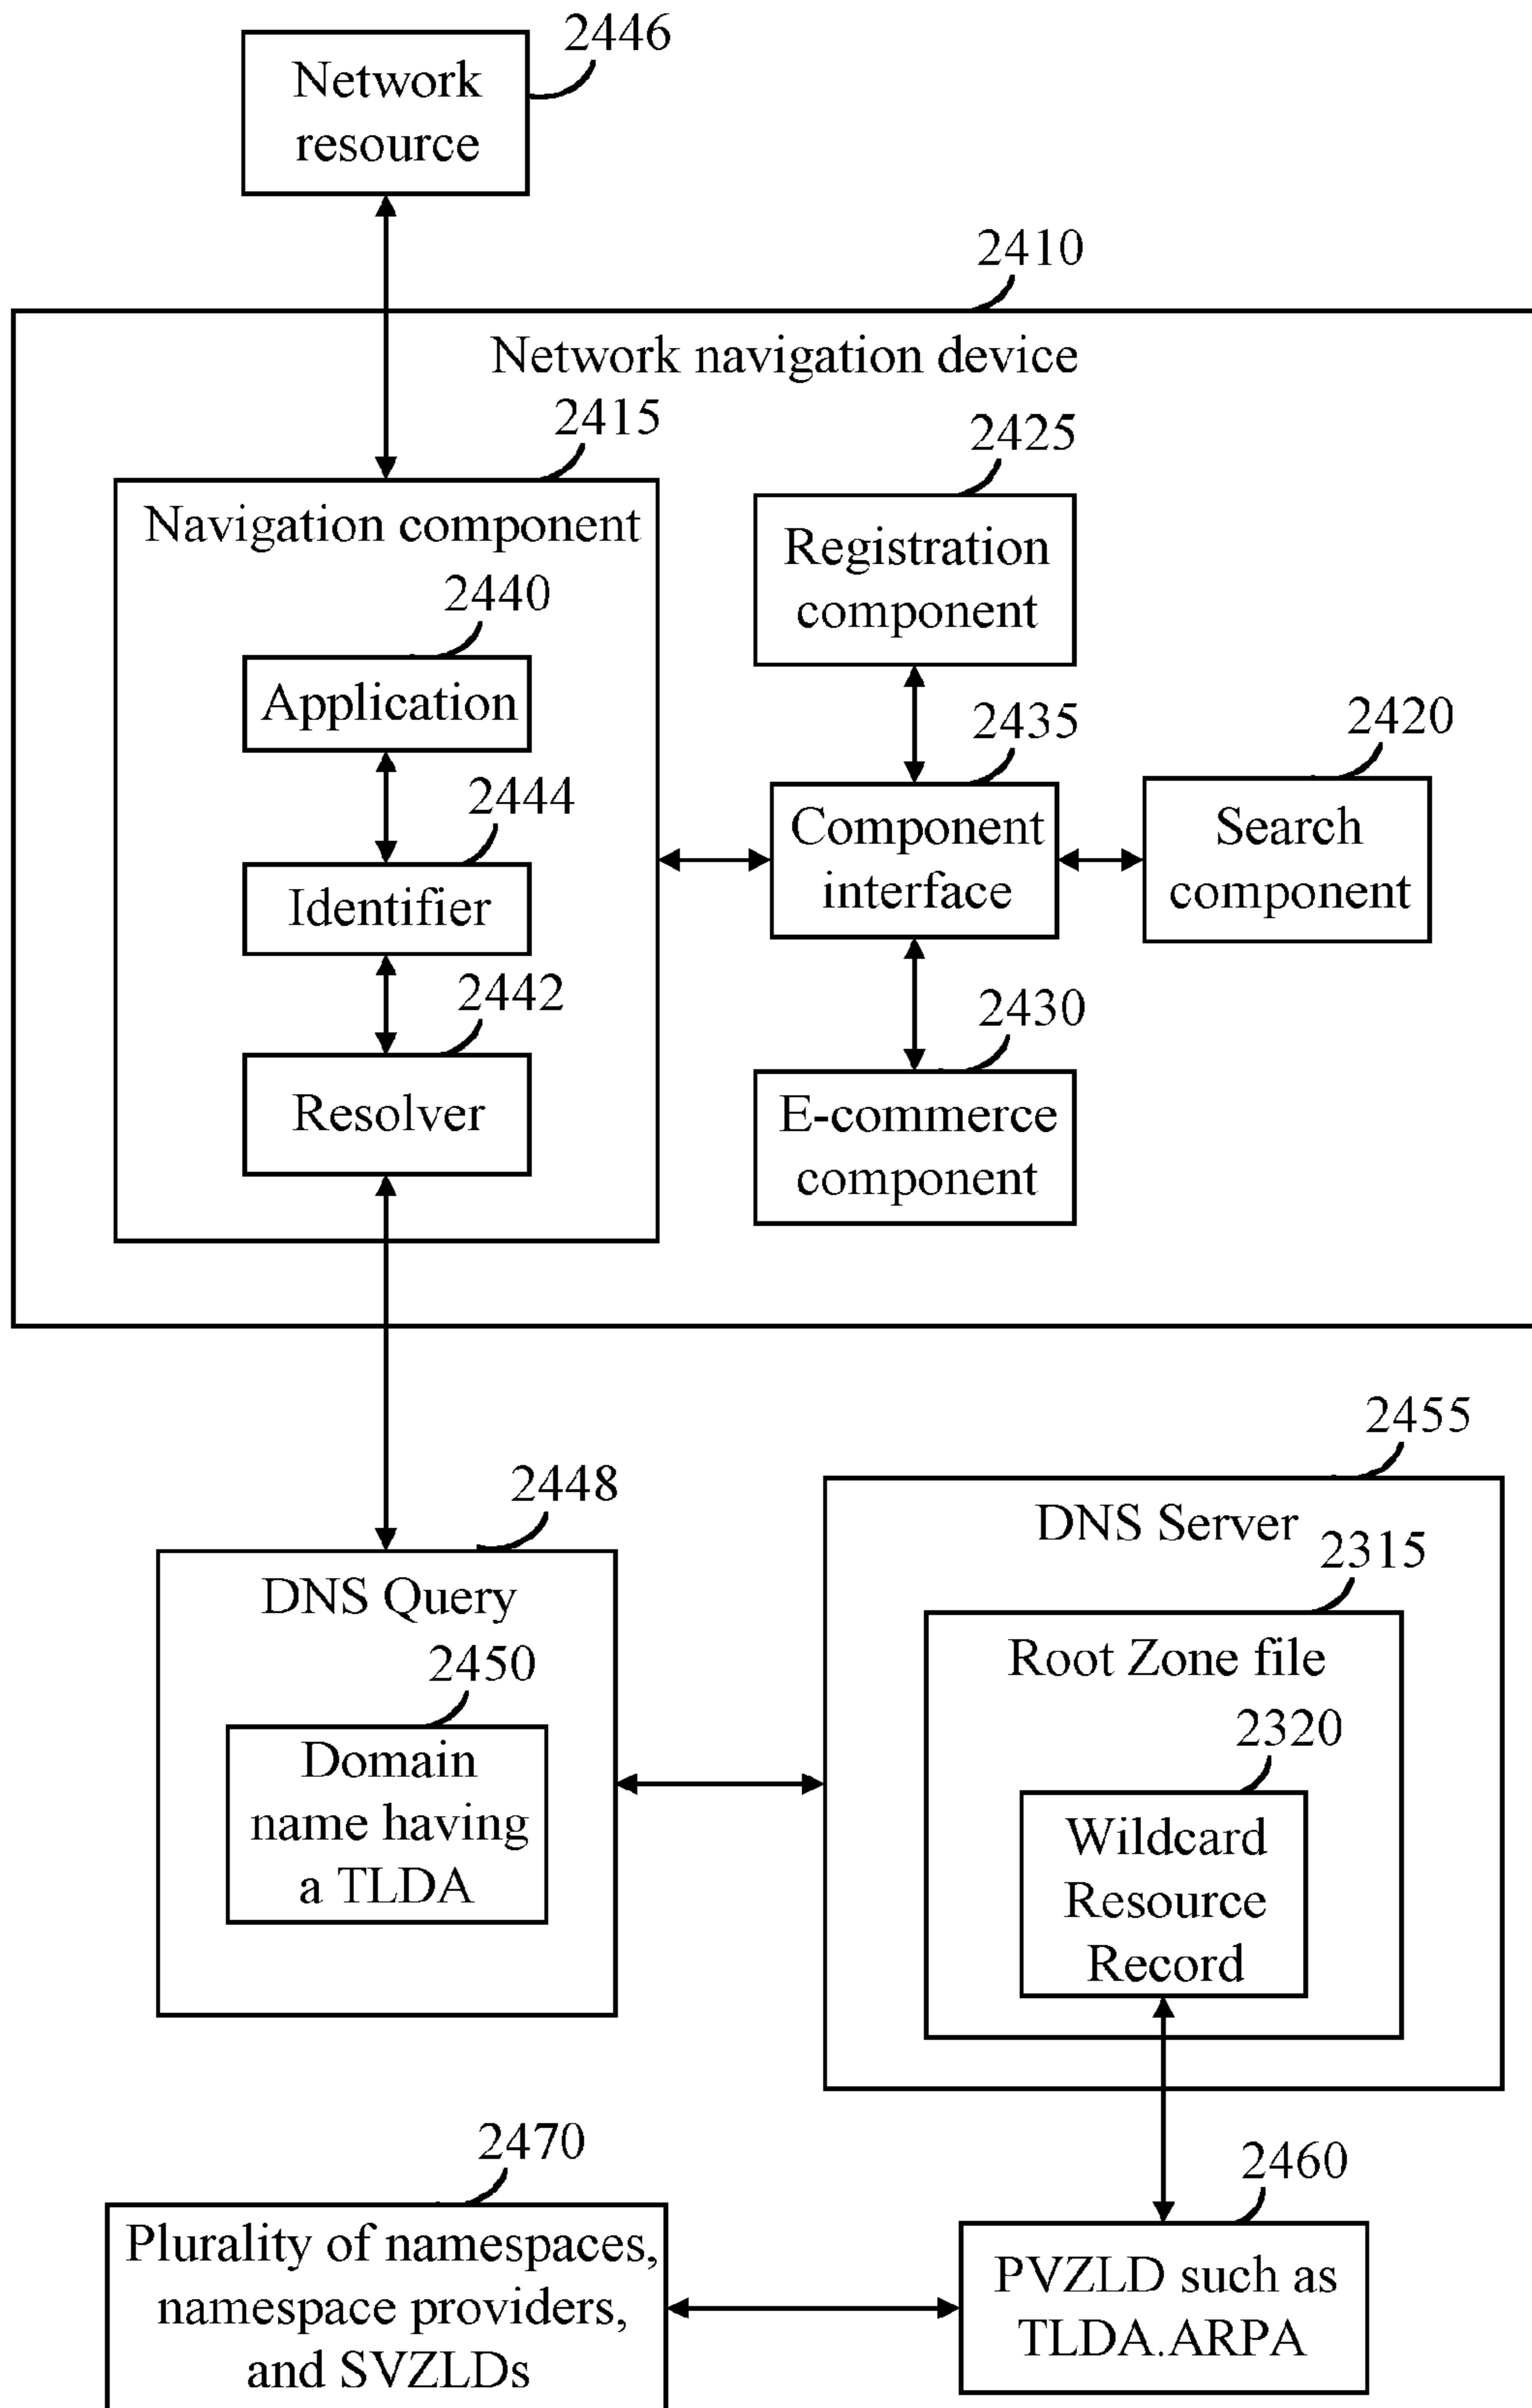 2446
Network
resource
2410
Network navigation device
2415
Navigation component
2440
Application
2444
Identifier
2442
Resolver
2425
Registration
component
2435
Component
interface
2420
Search
component
2430
E-commerce
component
2448
DNS Query
2450
Domain
name having
a TLDA
2455
DNS Server
2315
Root Zone file
2320
Wildcard
Resource
Record
2470
Plurality of namespaces,
namespace providers,
and SVZLDs
2460
PVZLD such as
TLDA.ARPA